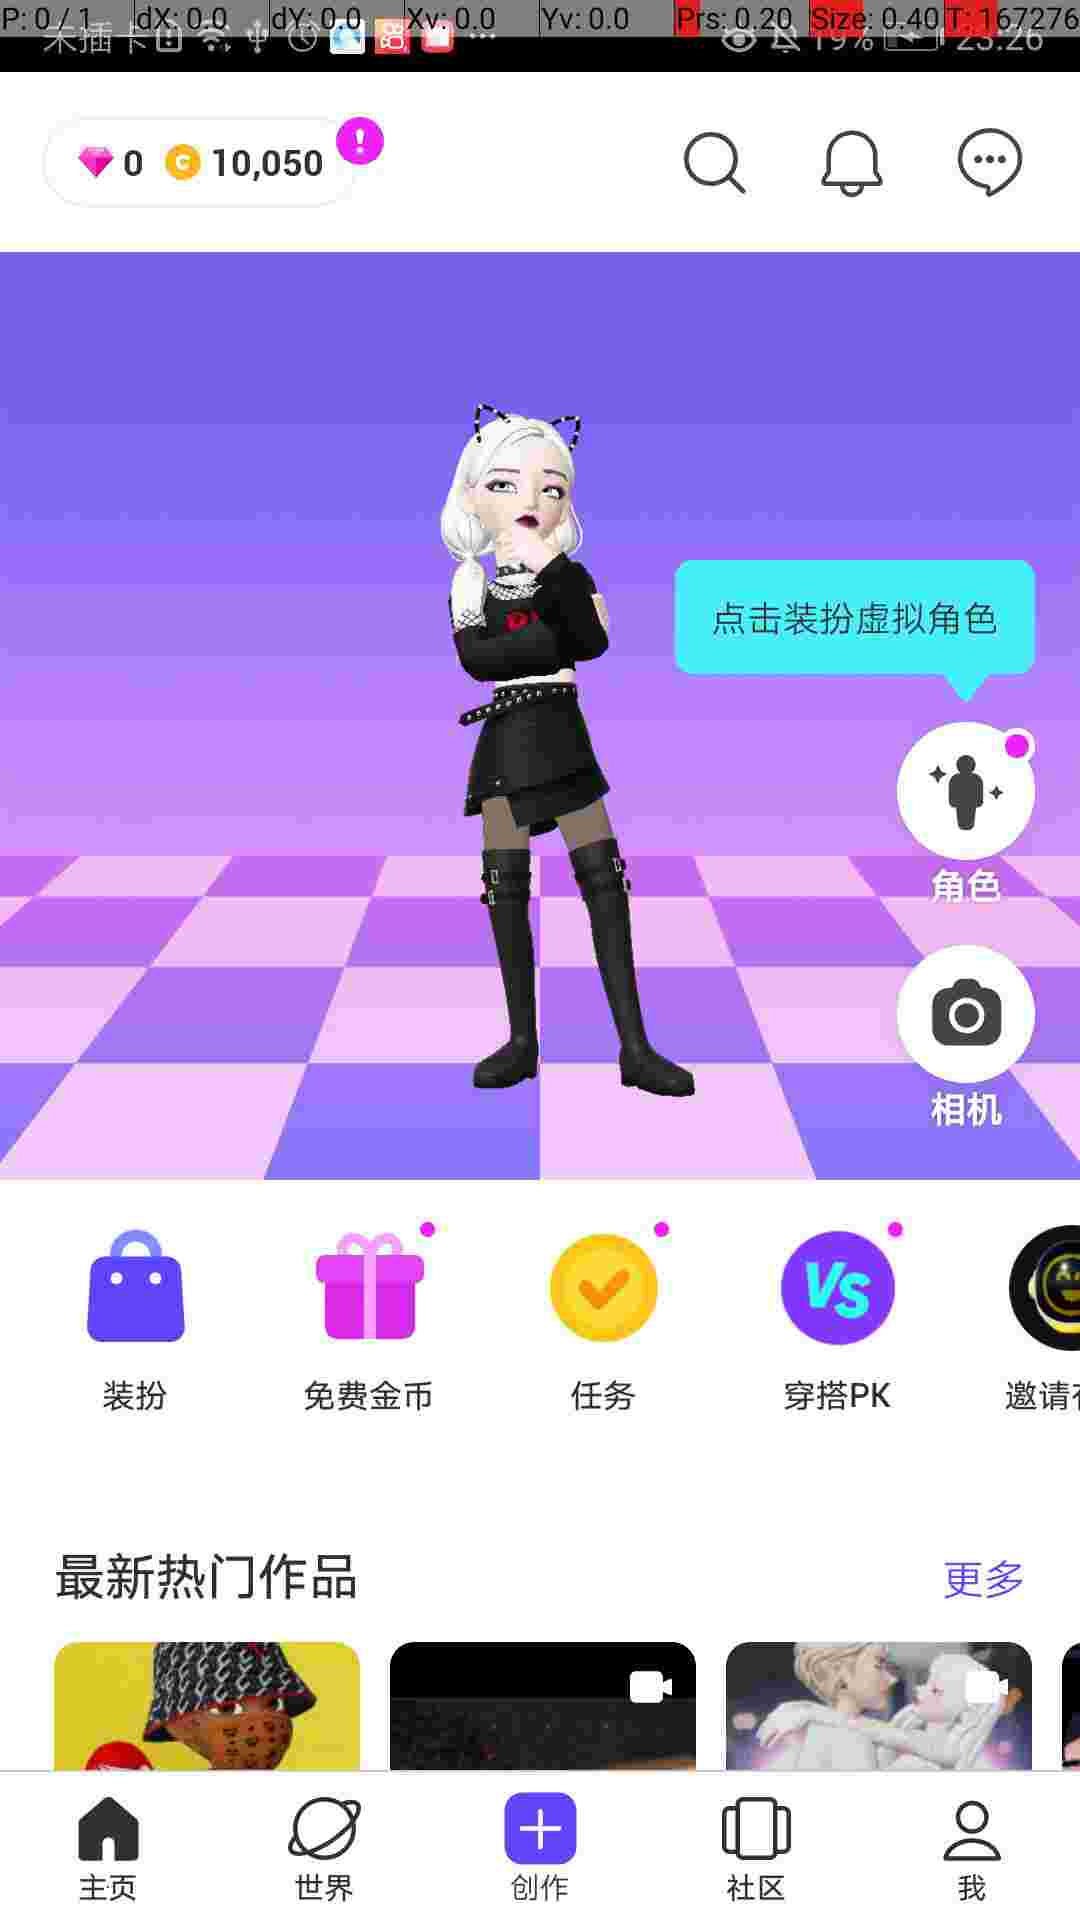 P: 0 / 1 dX: 0.0 dY: 0.0 Xv: 0.0 Yv: 0.0 Prs: 0.20 Size: 0.40 T: 167276
未插卡 19% 23:26
0 10,050
点击装扮虚拟角色
角色
相机
VS
装扮 免费金币 任务 穿搭PK 邀请
最新热门作品 更多
主页 世界 创作 社区 我